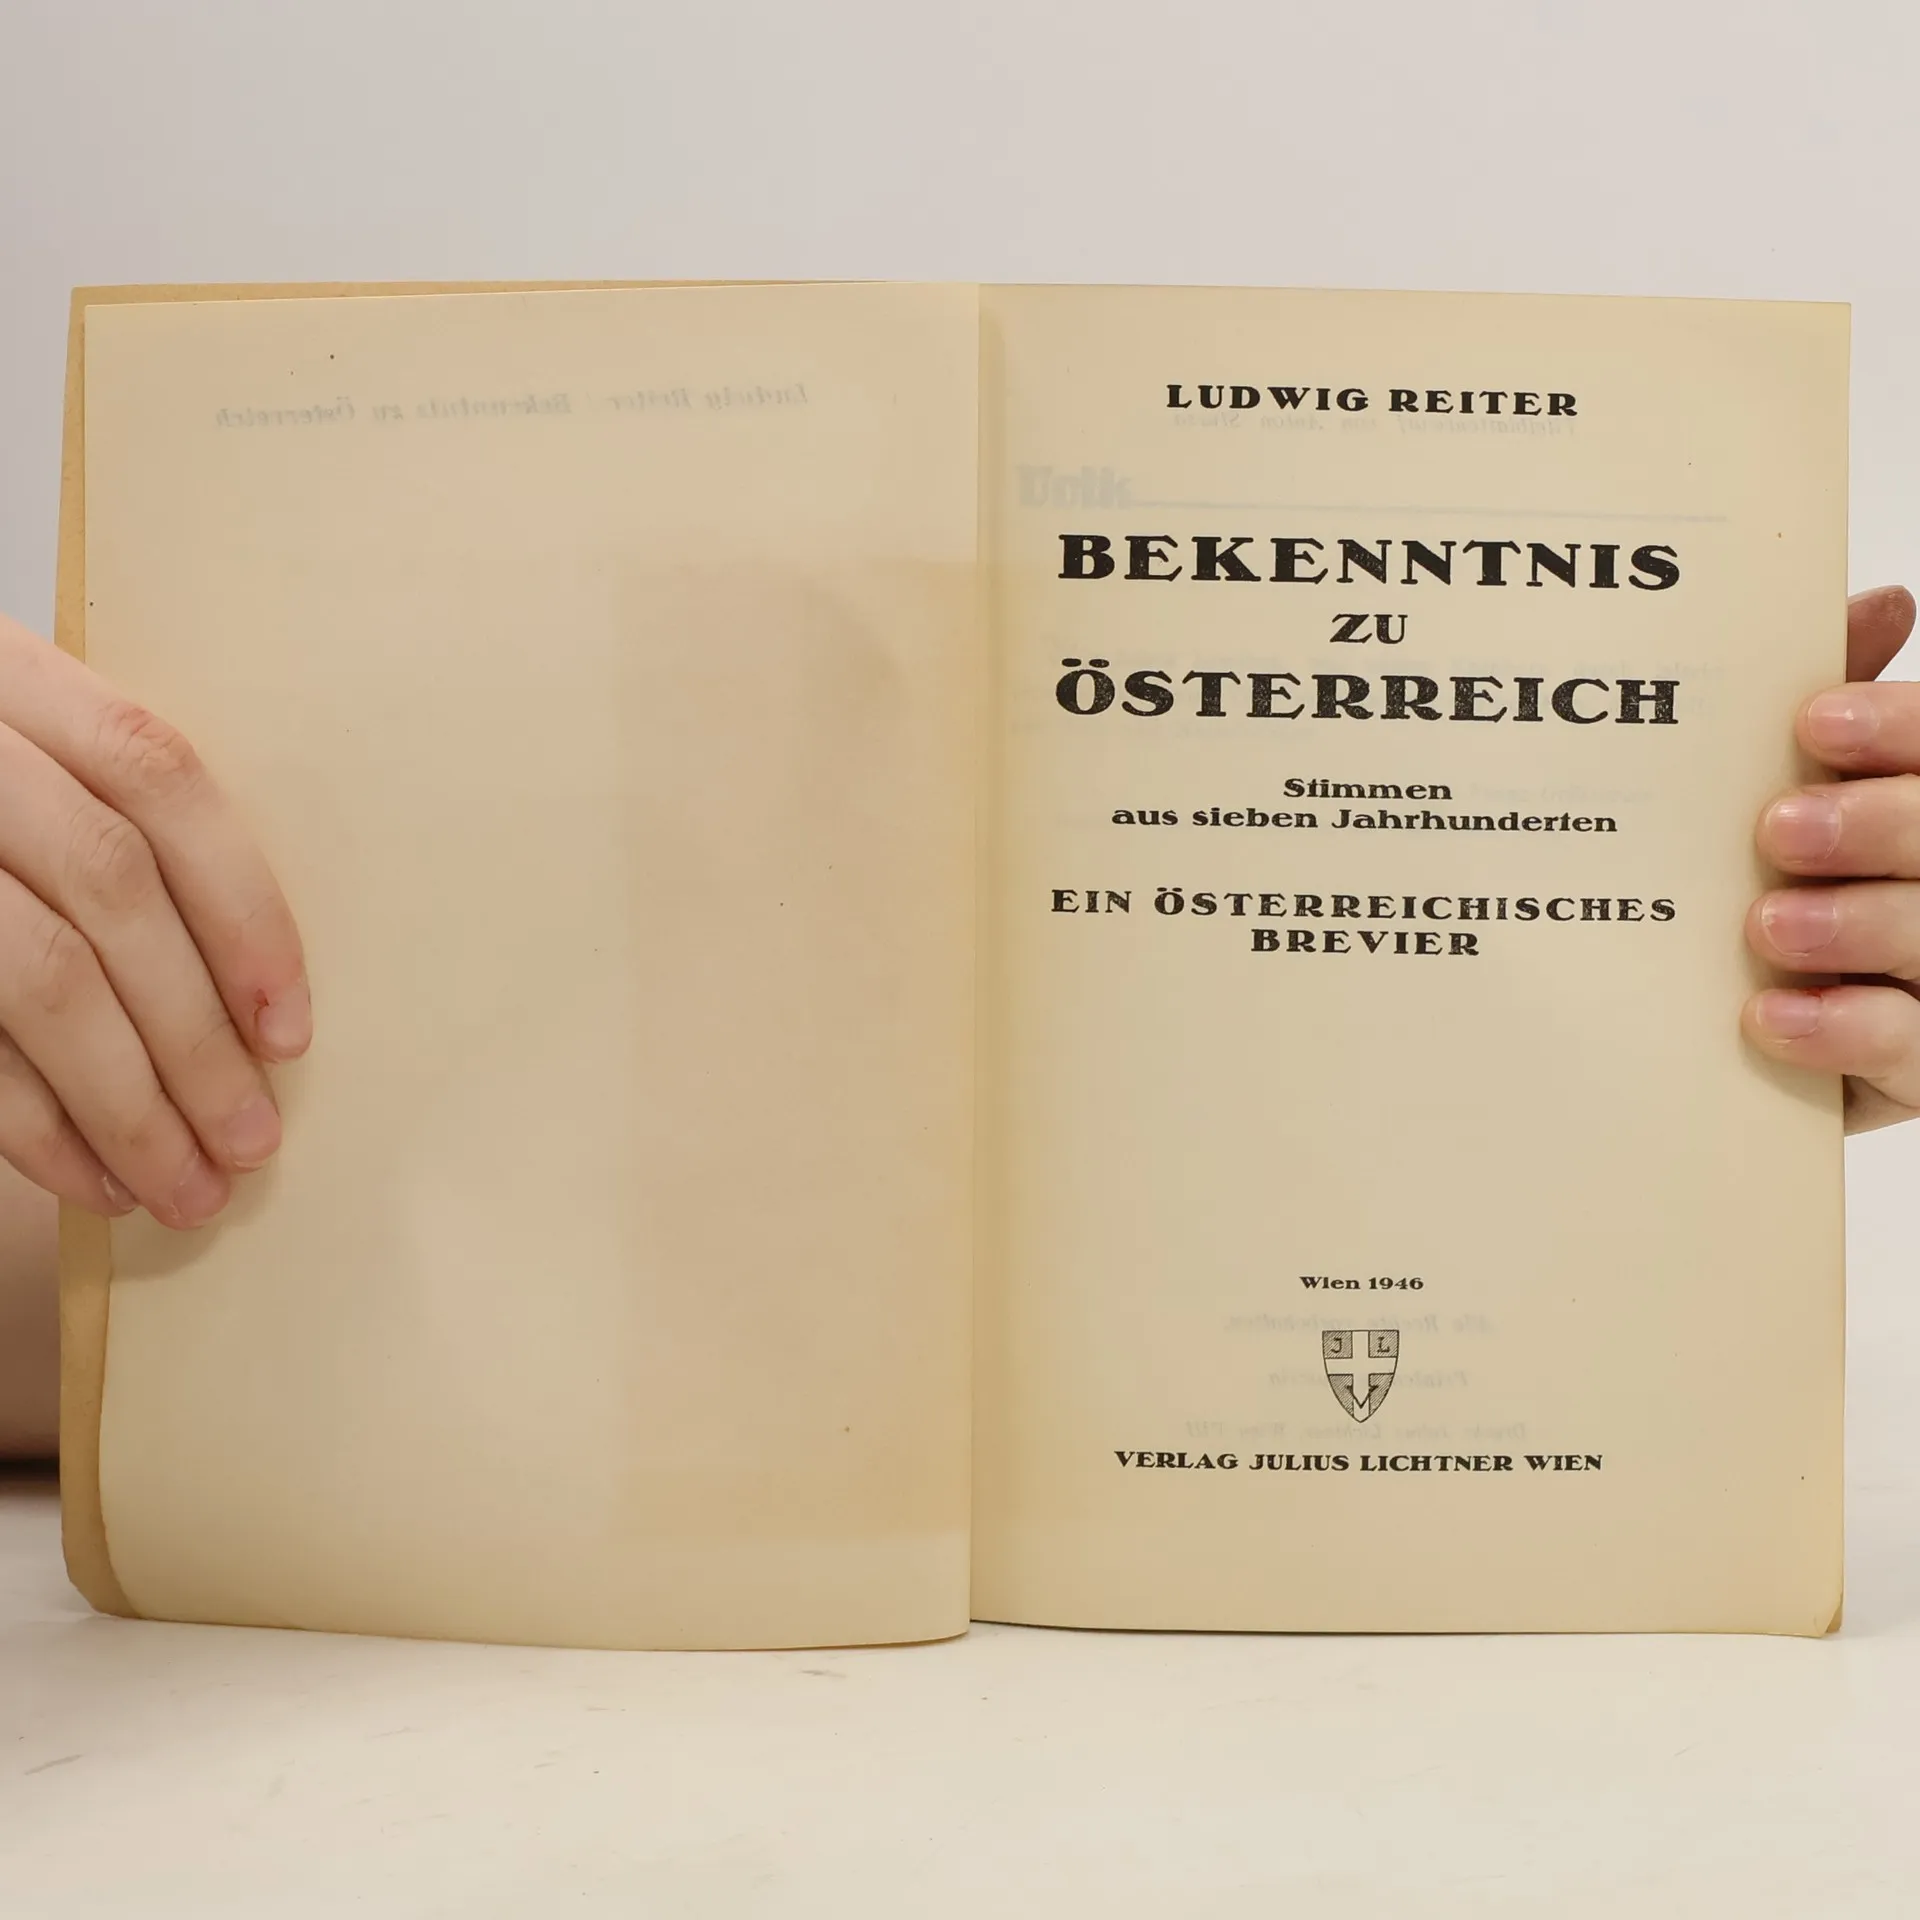 LUDWIG REITER
BEKENNTNIS
ZU
ÖSTERREICH
Stimmen
aus sieben Jahrhunderten
EIN ÖSTERREICHISCHES
BREVIER
Wien 1946
J L
V
VERLAG JULIUS LICHTNER WIEN